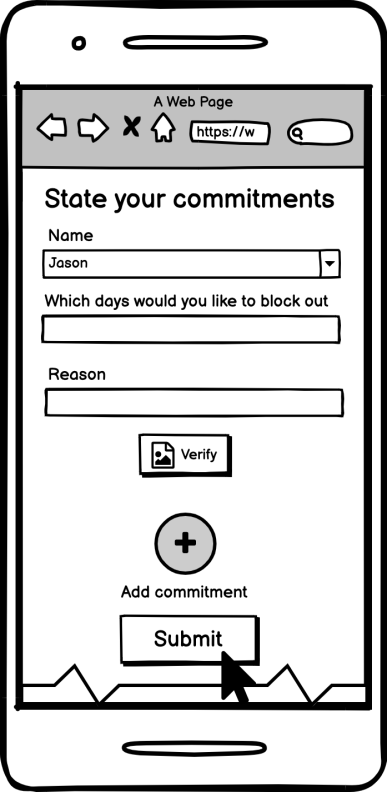 A Web Page
https://w
State your commitments
Name
Jason
Which days would you like to block out
Reason
Verify
Add commitment
Submit